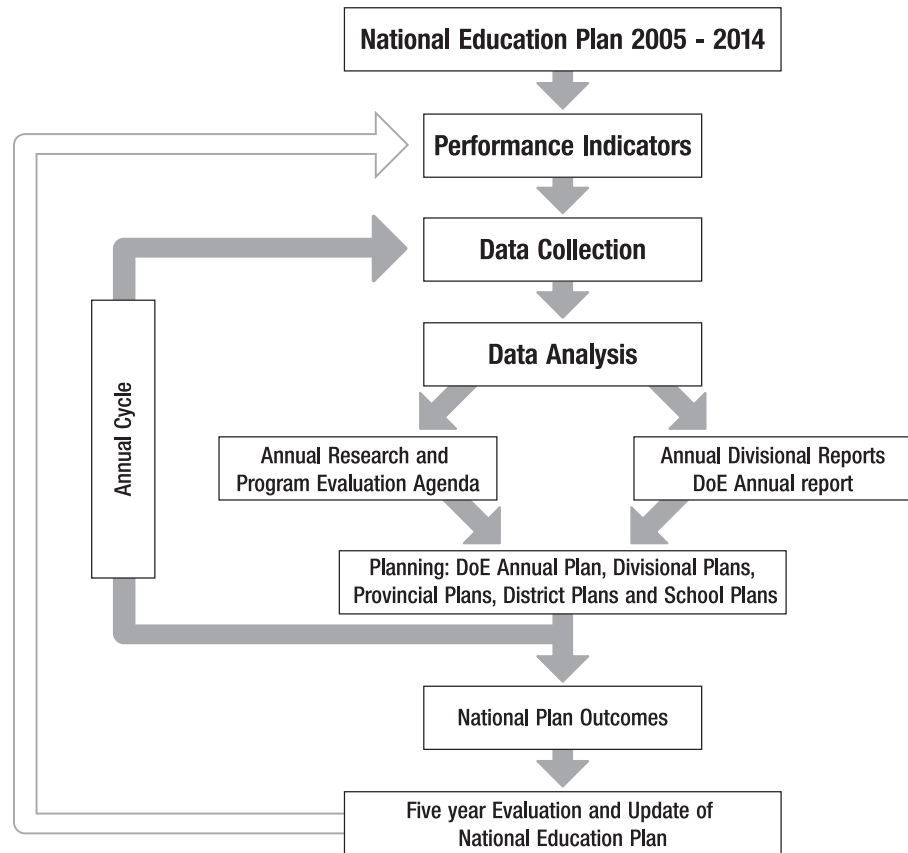 National Education Plan 2005 - 2014
Performance Indicators
Data Collection
Data Analysis
Annual Cycle
Annual Research and
Program Evaluation Agenda
Annual Divisional Reports
DoE Annual report
Planning: DoE Annual Plan, Divisional Plans,
Provincial Plans, District Plans and School Plans
National Plan Outcomes
Five year Evaluation and Update of
National Education Plan